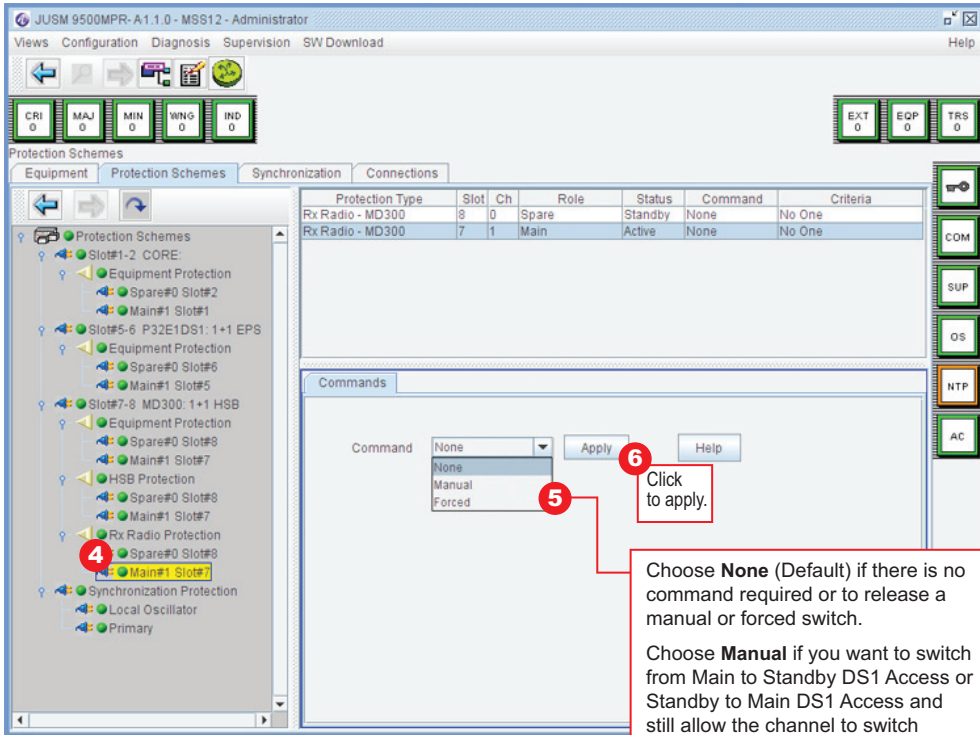 JUSM 9500MPR- A1.1.0 - MSS12 - Administrator
Views Configuration Diagnosis Supervision SW Download Help
CRI 0 MAJ 0 MIN 0 WNG 0 IND 0 EXT 0 EQP 0 TRS 0
Protection Schemes
Equipment Protection Schemes Synchronization Connections
Protection Type Slot Ch Role Status Command Criteria
Rx Radio - MD300 8 0 Spare Standby None No One
Rx Radio - MD300 7 1 Main Active None No One
Protection Schemes
Slot#1-2 CORE:
Equipment Protection
Spare#0 Slot#2
Main#1 Slot#1
Slot#5-6 P32E1DS1: 1+1 EPS
Equipment Protection
Spare#0 Slot#6
Main#1 Slot#5
Slot#7-8 MD300: 1+1 HSB
Equipment Protection
Spare#0 Slot#8
Main#1 Slot#7
HSB Protection
Spare#0 Slot#8
Main#1 Slot#7
Rx Radio Protection
4
Spare#0 Slot#8
Main#1 Slot#7
Synchronization Protection
Local Oscillator
Primary
Commands
Command None Apply Help
None
Manual
Forced
5
6
Click
to apply.
Choose None (Default) if there is no
command required or to release a
manual or forced switch.
Choose Manual if you want to switch
from Main to Standby DS1 Access or
Standby to Main DS1 Access and
still allow the channel to switch
COM
SUP
OS
NTP
AC